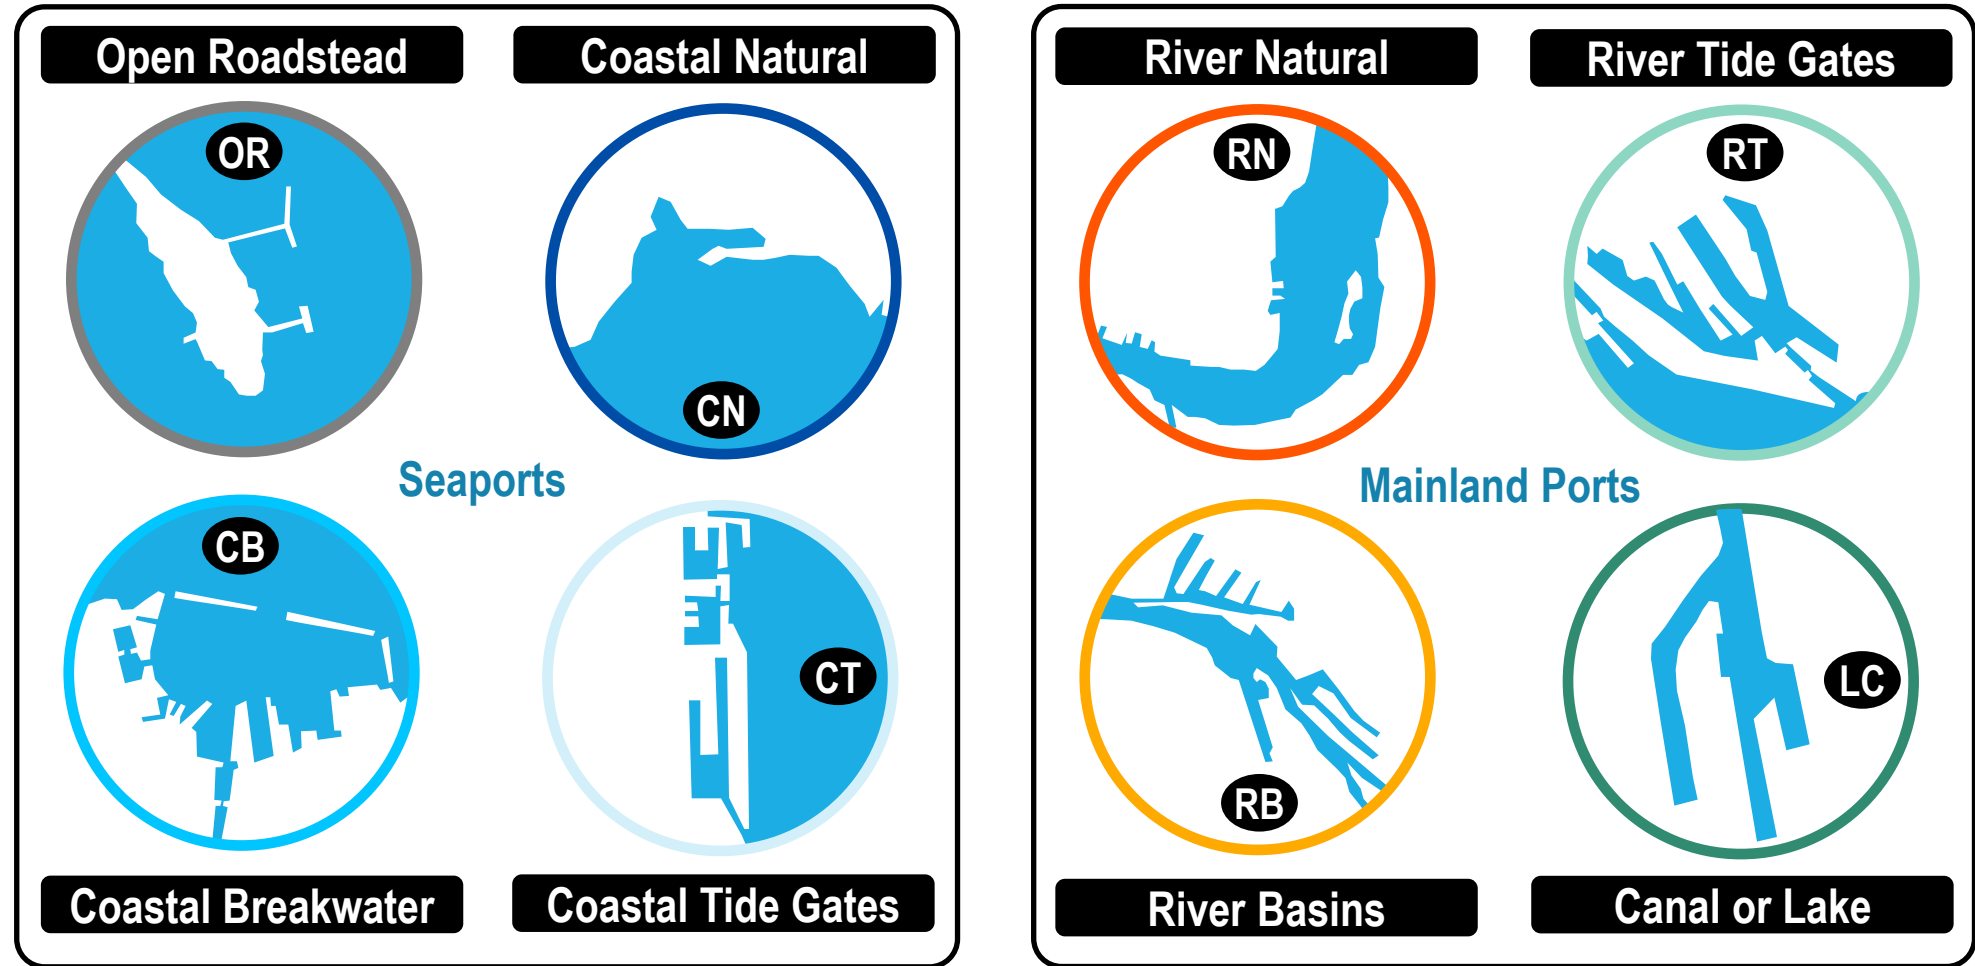 Open Roadstead
Coastal Natural
OR
CN
Seaports
CB
CT
Coastal Breakwater
Coastal Tide Gates
River Natural
River Tide Gates
RN
RT
Mainland Ports
LC
RB
River Basins
Canal or Lake